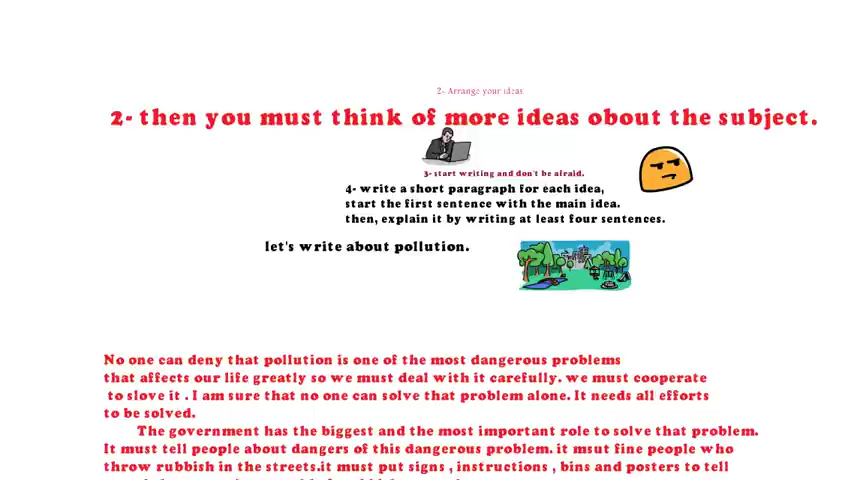 2- Arrange your ideas
2- then you must think of more ideas obout the subject.
3- start writing and don't be afraid.
4- write a short paragraph for each idea,
start the first sentence with the main idea.
then, explain it by writing at least four sentences.
let's write about pollution.
No one can deny that pollution is one of the most dangerous problems
that affects our life greatly so we must deal with it carefully. we must cooperate
to slove it . I am sure that no one can solve that problem alone. It needs all efforts
to be solved.
The government has the biggest and the most important role to solve that problem.
It must tell people about dangers of this dangerous problem. it msut fine people who
throw rubbish in the streets.it must put signs , instructions , bins and posters to tell